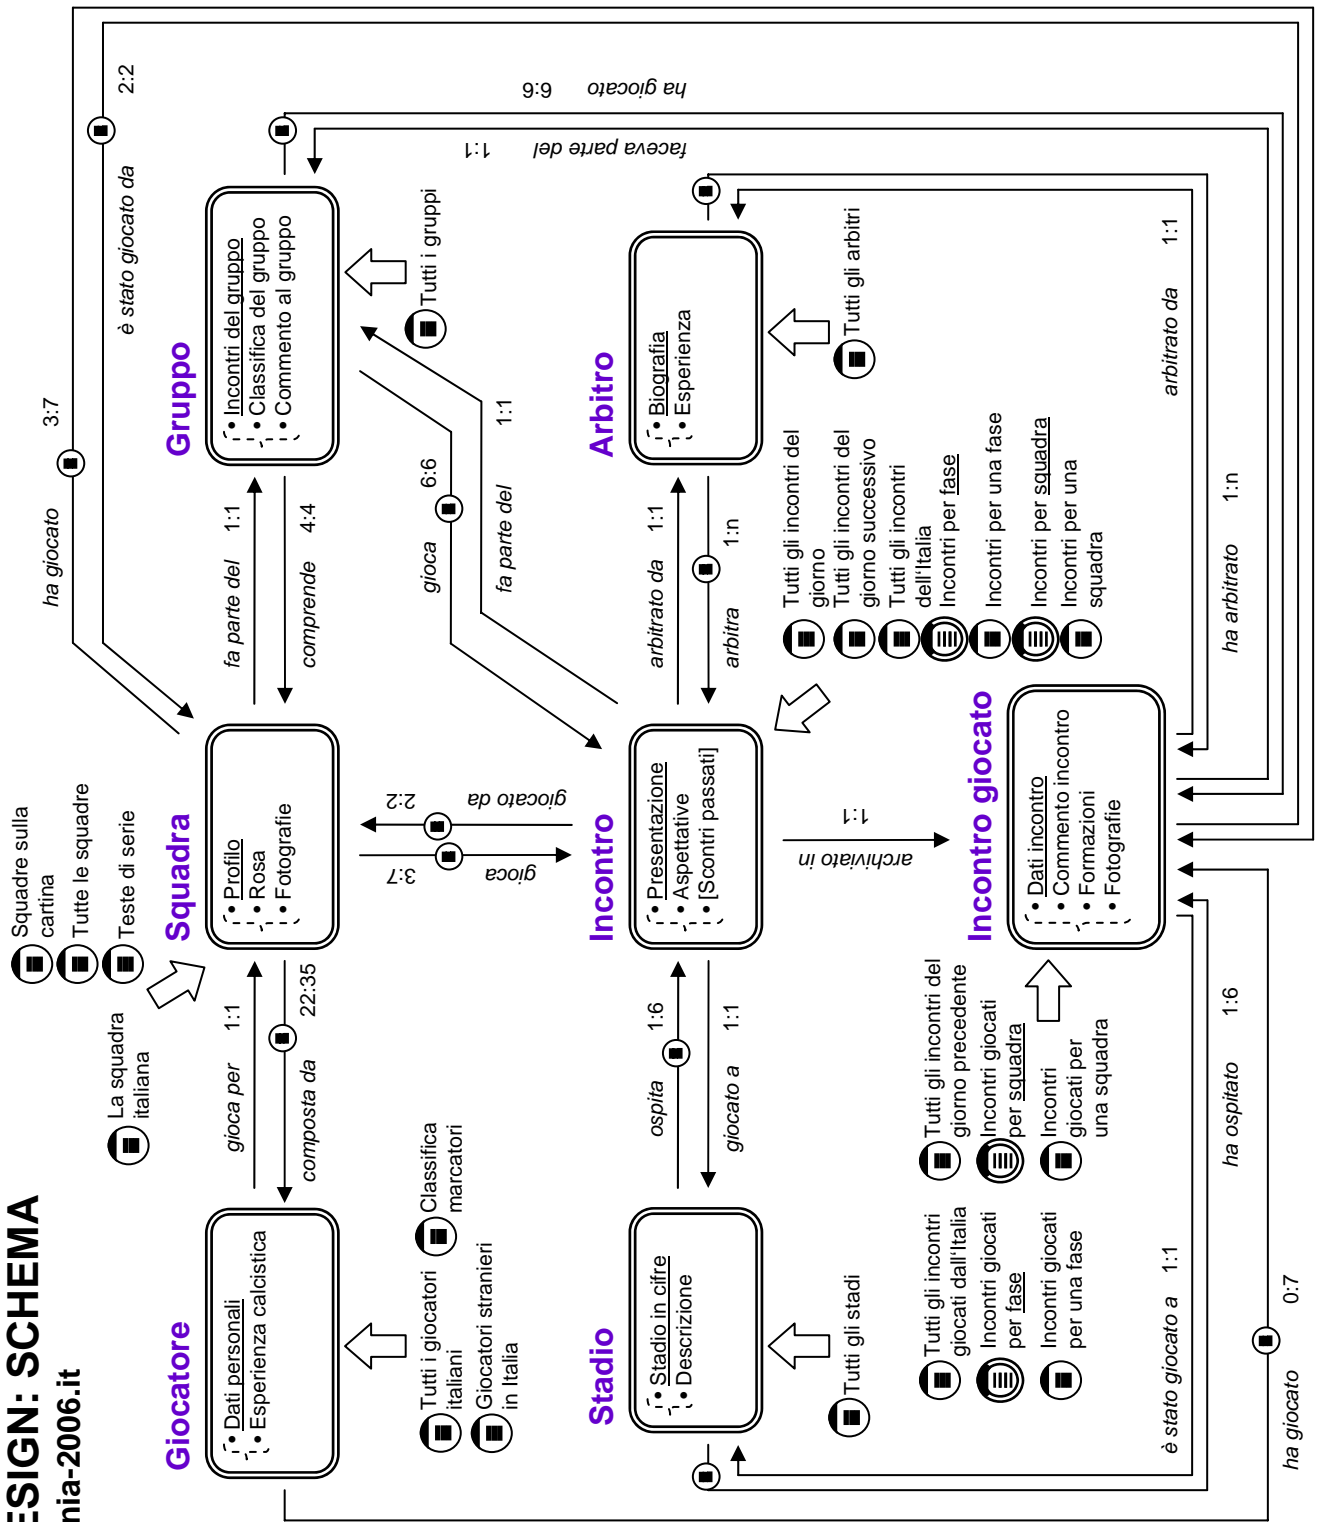 ESIGN: SCHEMA
nia-2006.it
La squadra
italiana
Squadre sulla
cartina
Tutte le squadre
Teste di serie
Giocatore
• Dati personali
• Esperienza calcistica
gioca per 1:1
composta da 22:35
Squadra
• Profilo
• Rosa
• Fotografie
fa parte del 1:1
comprende 4:4
Gruppo
• Incontri del gruppo
• Classifica del gruppo
• Commento al gruppo
ha giocato 3:7
è stato giocato da 2:2
Tutti i giocatori
italiani
Giocatori stranieri
in Italia
Classifica
marcatori
3:7 gioca
2:2 giocato da
gioca 6:6
fa parte del 1:1
Tutti i gruppi
faceva parte del 1:1
ha giocato 6:6
Stadio
• Stadio in cifre
• Descrizione
ospita 1:6
giocato a 1:1
Incontro
• Presentazione
• Aspettative
• [Scontri passati]
arbitrato da 1:1
arbitra 1:n
Arbitro
• Biografia
• Esperienza
Tutti gli stadi
archiviato in 1:1
Tutti gli incontri del
giorno
Tutti gli incontri del
giorno successivo
Tutti gli incontri
dell'Italia
Incontri per fase
Incontri per una fase
Incontri per squadra
Incontri per una
squadra
Tutti gli arbitri
Tutti gli incontri
giocati dall'Italia
Incontri giocati
per fase
Incontri giocati
per una fase
Tutti gli incontri del
giorno precedente
Incontri giocati
per squadra
Incontri
giocati per
una squadra
Incontro giocato
• Dati incontro
• Commento incontro
• Formazioni
• Fotografie
è stato giocato a 1:1
ha ospitato 1:6
ha giocato 0:7
arbitrato da 1:1
ha arbitrato 1:n